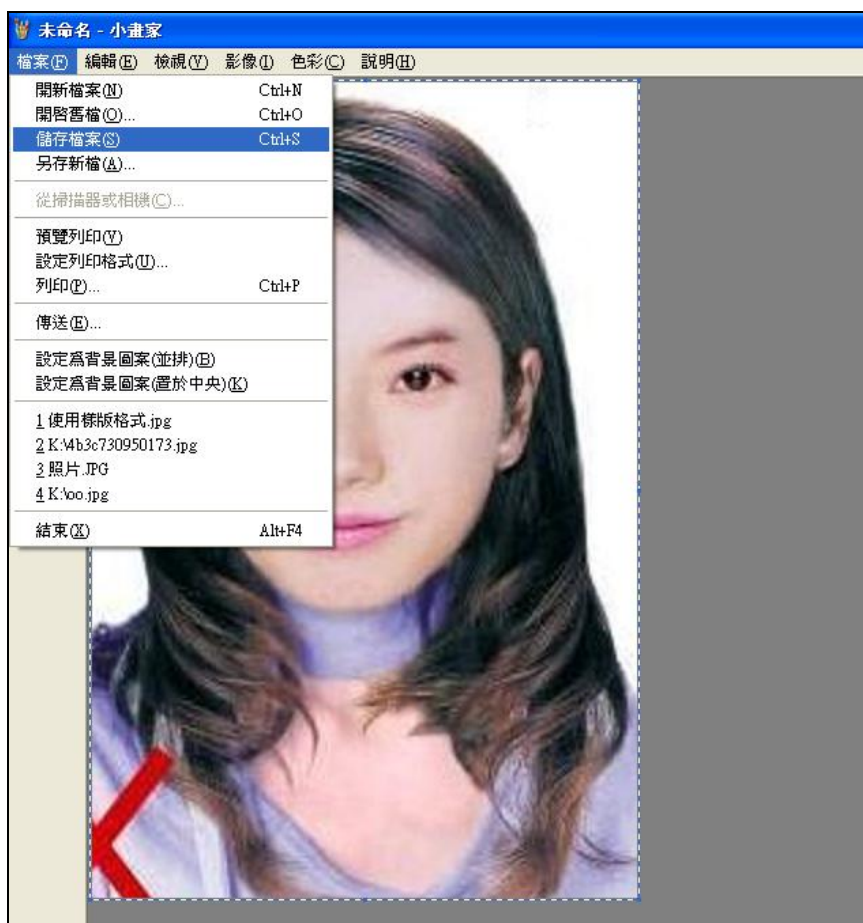 未命名 - 小畫家
檔案(F) 編輯(E) 檢視(V) 影像(I) 色彩(C) 說明(H)
開新檔案(N) Ctrl+N
開啓舊檔(O)... Ctrl+O
儲存檔案(S) Ctrl+S
另存新檔(A)...
從掃描器或相機(C)...
預覽列印(V)
設定列印格式(U)...
列印(P)... Ctrl+P
傳送(E)...
設定爲背景圖案(並排)(B)
設定爲背景圖案(置於中央)(K)
1 使用樣版格式.jpg
2 K:\4b3c730950173.jpg
3 照片.JPG
4 K:\oo.jpg
結束(X) Alt+F4